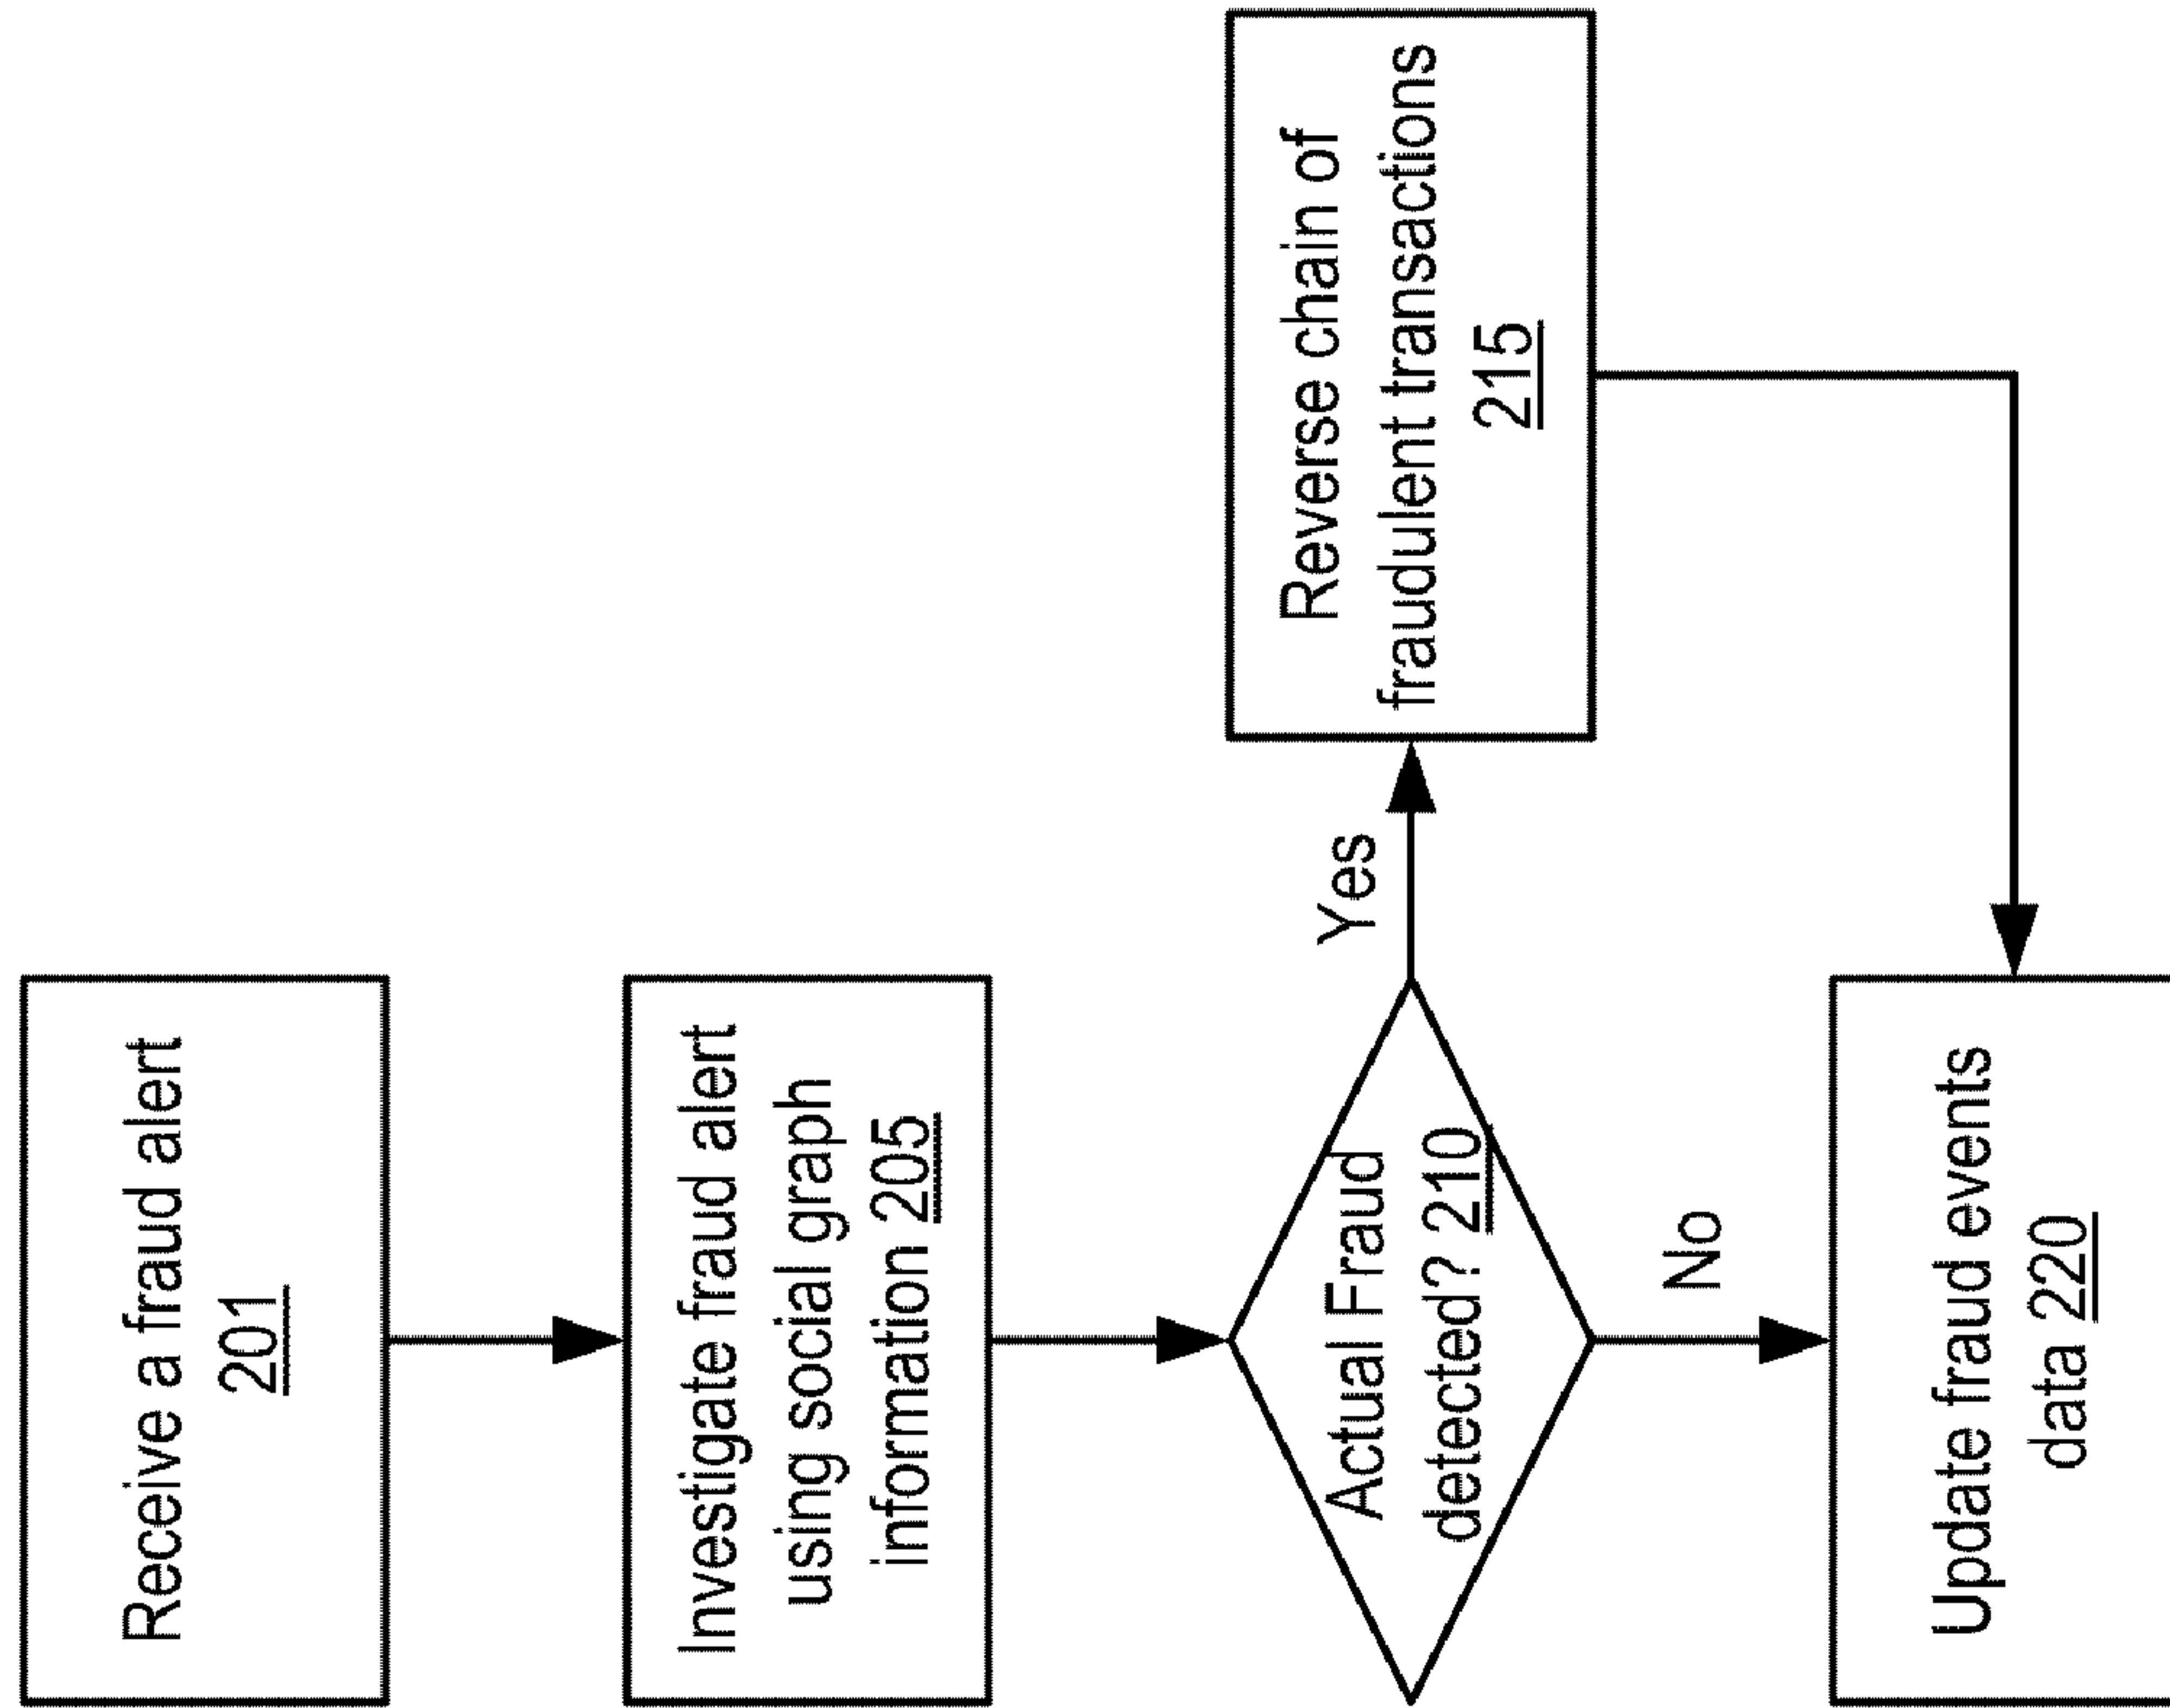 Receive a fraud alert
201
Investigate fraud alert
using social graph
information 205
Actual Fraud
detected? 210
Yes
Reverse chain of
fraudulent transactions
215
No
Update fraud events
data 220